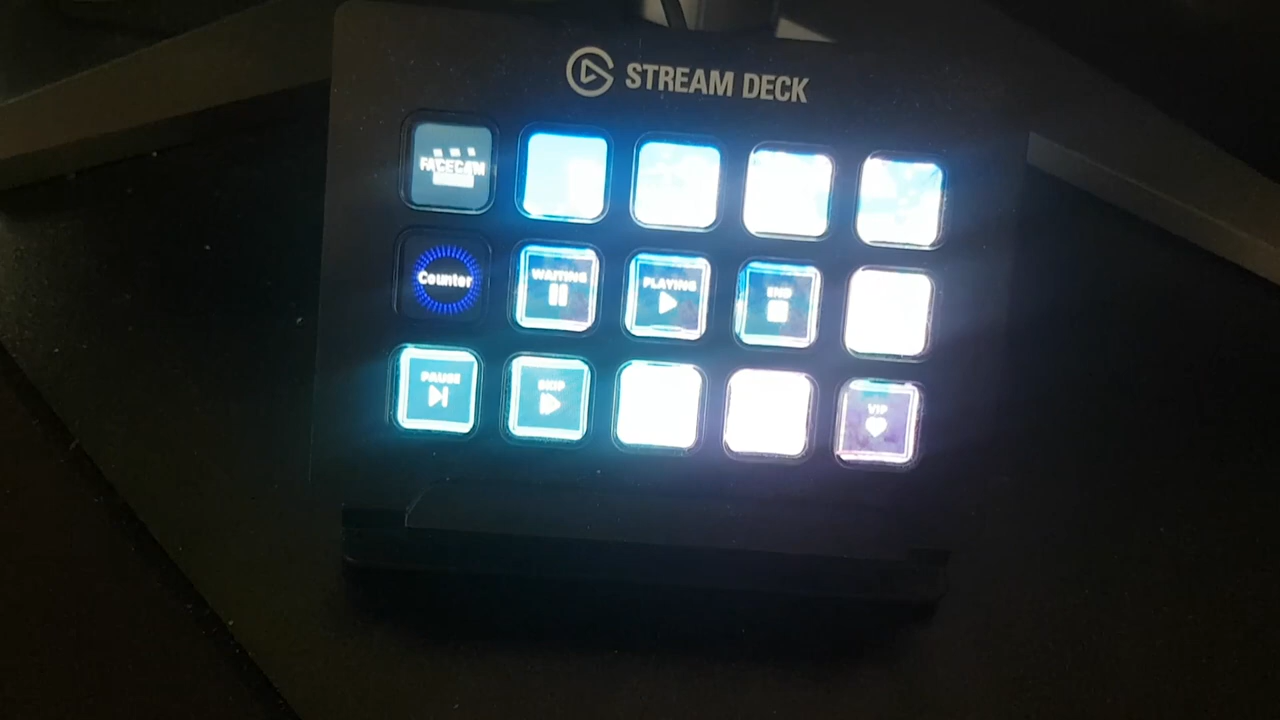 STREAM DECK
FACECAM
Counter
WAITING
PLAYING
END
PAUSE
SKIP
VIP